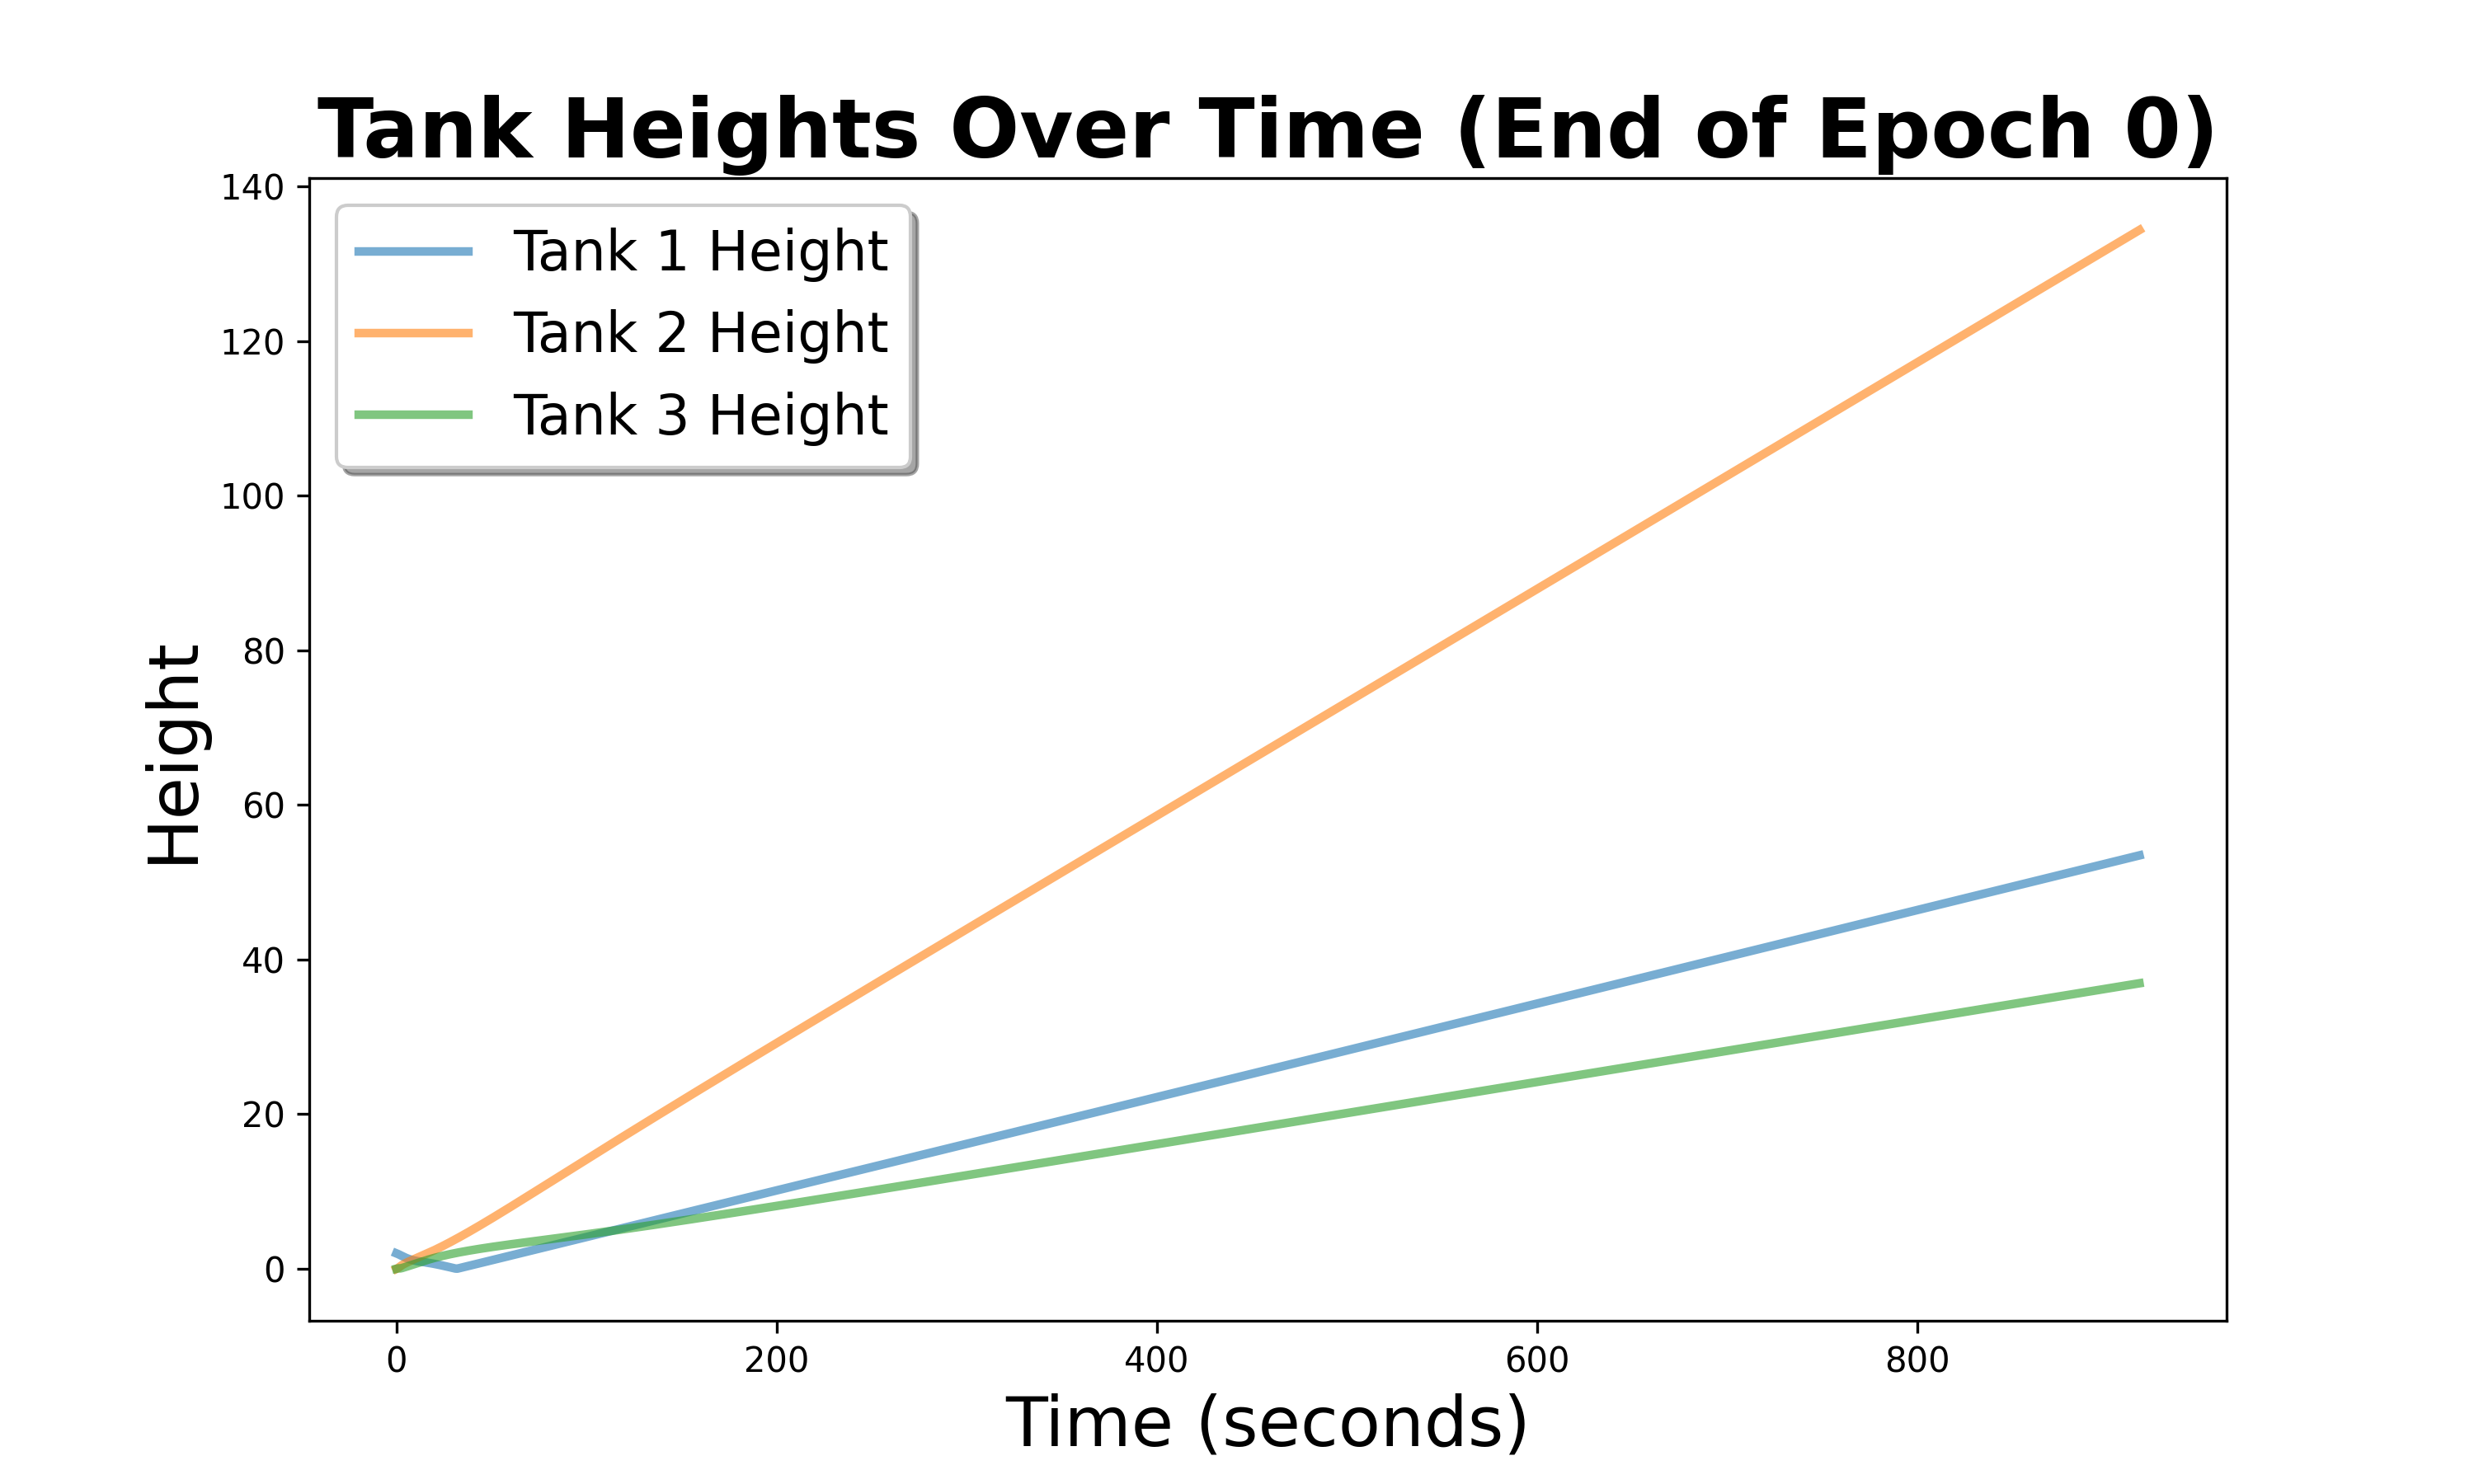 Tank Heights Over Time (End of Epoch 0)
Tank 1 Height
Tank 2 Height
Tank 3 Height
Height
140
120
100
80
60
40
20
0
0 200 400 600 800
Time (seconds)